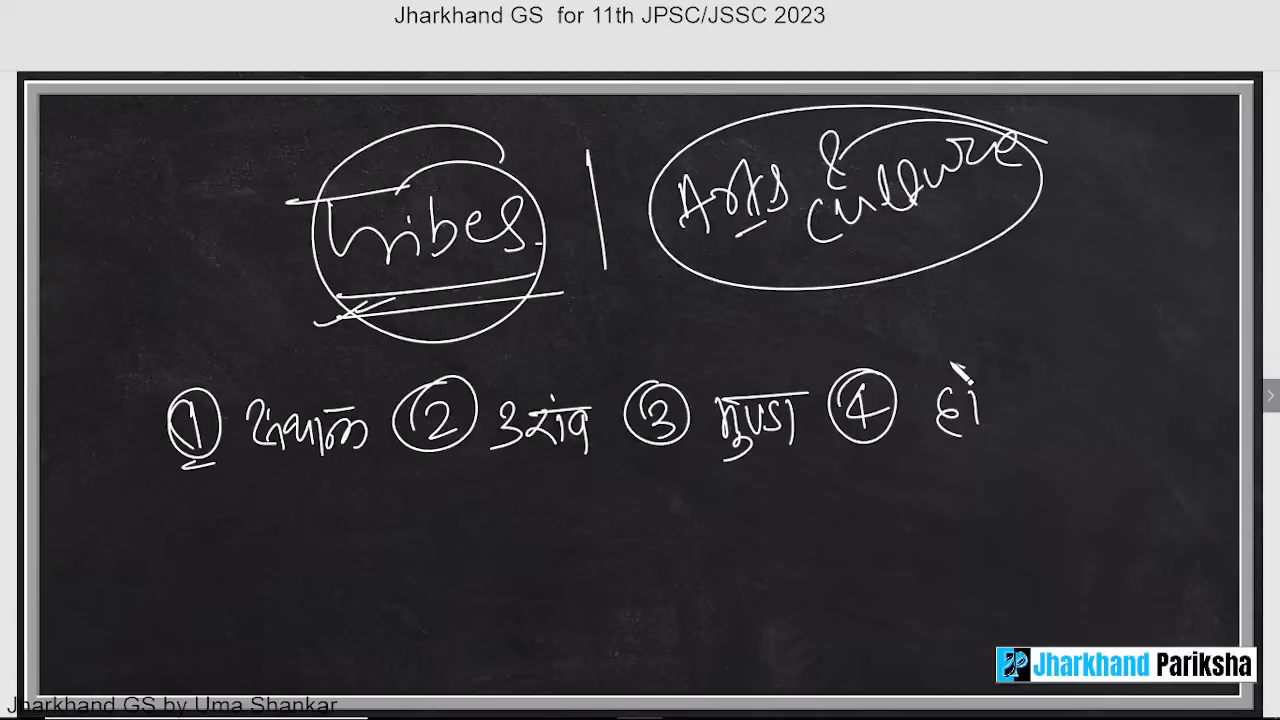 Jharkhand GS for 11th JPSC/JSSC 2023
Tribes. | Arts & culture
① संथाल ② उरांव ③ मुण्डा ④ हो
Jharkhand Pariksha
Jharkhand GS by Uma Shankar